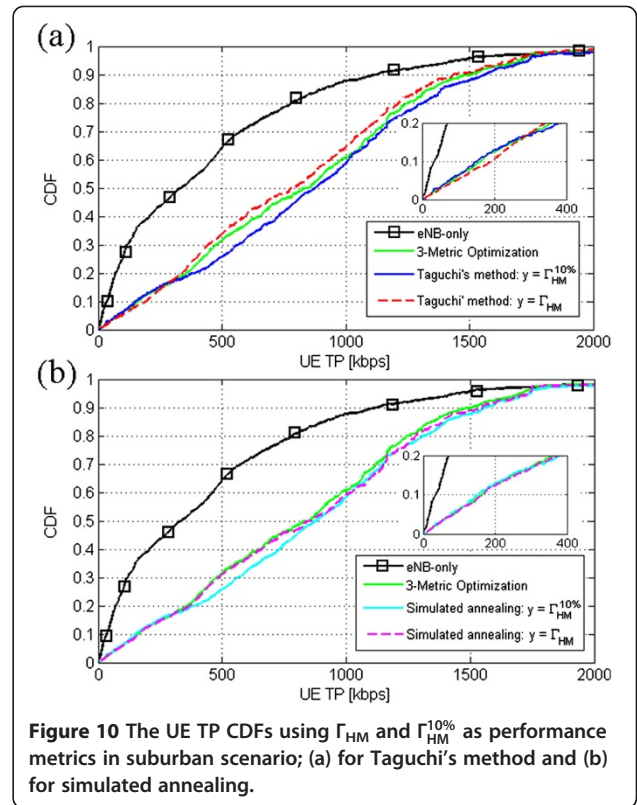 (a)
1
0.9
0.8
0.7
0.6
0.5
0.4
0.3
0.2
0.1
0
CDF
0.2
0.1
0
0 200 400
eNB-only
3-Metric Optimization
Taguchi's method: y = Γ_HM^10%
Taguchi' method: y = Γ_HM
0 500 1000 1500 2000
UE TP [kbps]
(b)
1
0.9
0.8
0.7
0.6
0.5
0.4
0.3
0.2
0.1
0
CDF
0.2
0.1
0
0 200 400
eNB-only
3-Metric Optimization
Simulated annealing: y = Γ_HM^10%
Simulated annealing: y = Γ_HM
0 500 1000 1500 2000
UE TP [kbps]
Figure 10 The UE TP CDFs using Γ_HM and Γ_HM^10% as performance
metrics in suburban scenario; (a) for Taguchi's method and (b)
for simulated annealing.